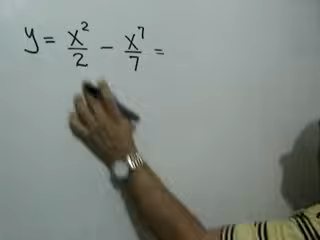 y = x²/2 − x⁷/7 =